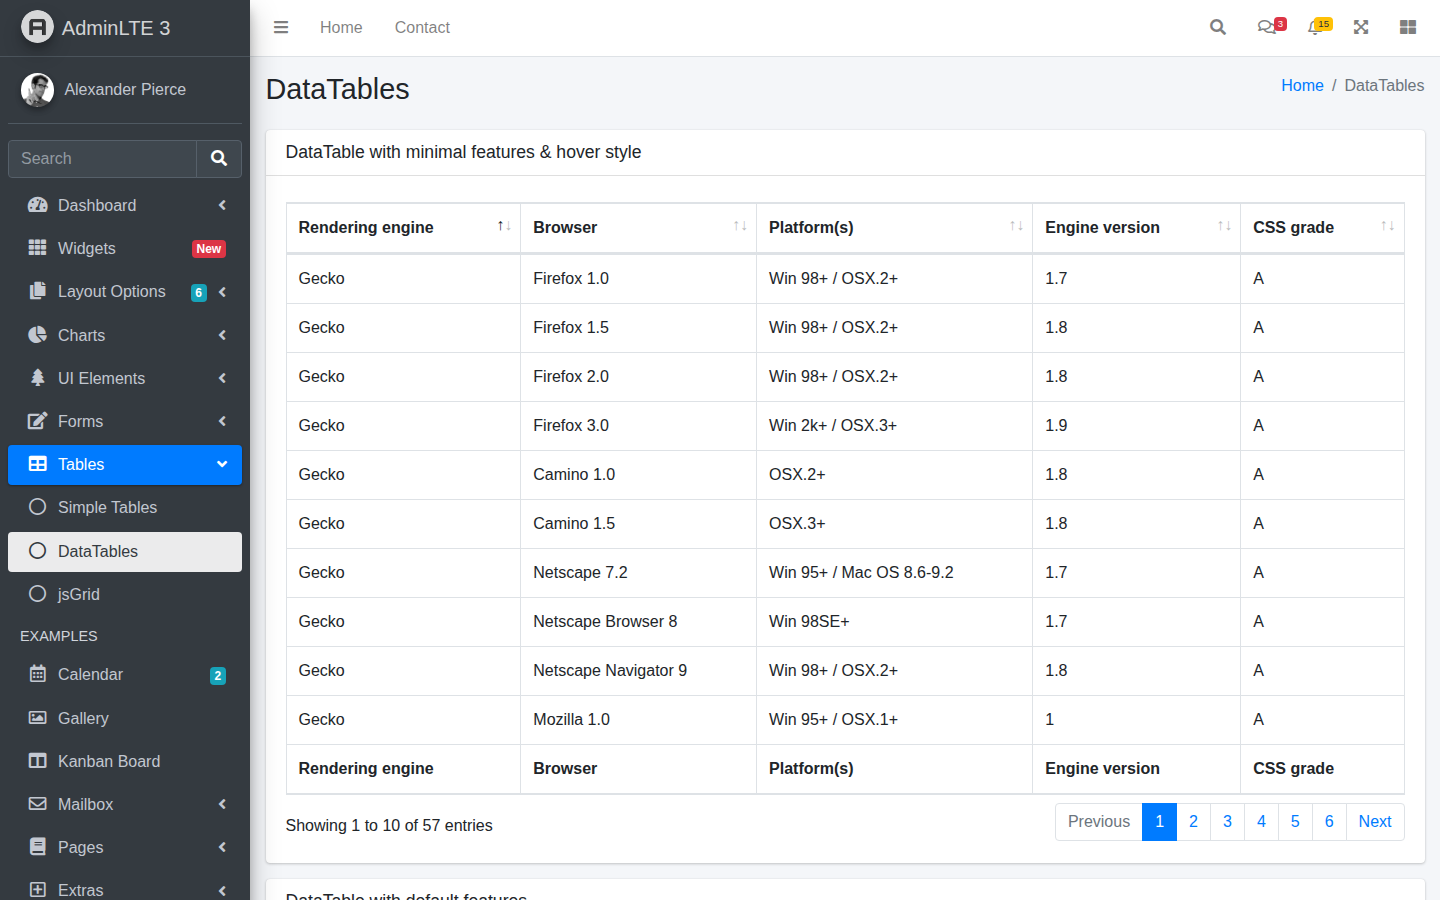 AdminLTE 3
Home
Contact
3
15
Alexander Pierce
Search
Dashboard
Widgets
New
Layout Options
6
Charts
UI Elements
Forms
Tables
Simple Tables
DataTables
jsGrid
EXAMPLES
Calendar
2
Gallery
Kanban Board
Mailbox
Pages
Extras
DataTables
Home / DataTables
DataTable with minimal features & hover style
Rendering engine ↑↓ Browser ↑↓ Platform(s) ↑↓ Engine version ↑↓ CSS grade ↑↓
Gecko Firefox 1.0 Win 98+ / OSX.2+ 1.7 A
Gecko Firefox 1.5 Win 98+ / OSX.2+ 1.8 A
Gecko Firefox 2.0 Win 98+ / OSX.2+ 1.8 A
Gecko Firefox 3.0 Win 2k+ / OSX.3+ 1.9 A
Gecko Camino 1.0 OSX.2+ 1.8 A
Gecko Camino 1.5 OSX.3+ 1.8 A
Gecko Netscape 7.2 Win 95+ / Mac OS 8.6-9.2 1.7 A
Gecko Netscape Browser 8 Win 98SE+ 1.7 A
Gecko Netscape Navigator 9 Win 98+ / OSX.2+ 1.8 A
Gecko Mozilla 1.0 Win 95+ / OSX.1+ 1 A
Rendering engine Browser Platform(s) Engine version CSS grade
Showing 1 to 10 of 57 entries
Previous 1 2 3 4 5 6 Next
DataTable with default features